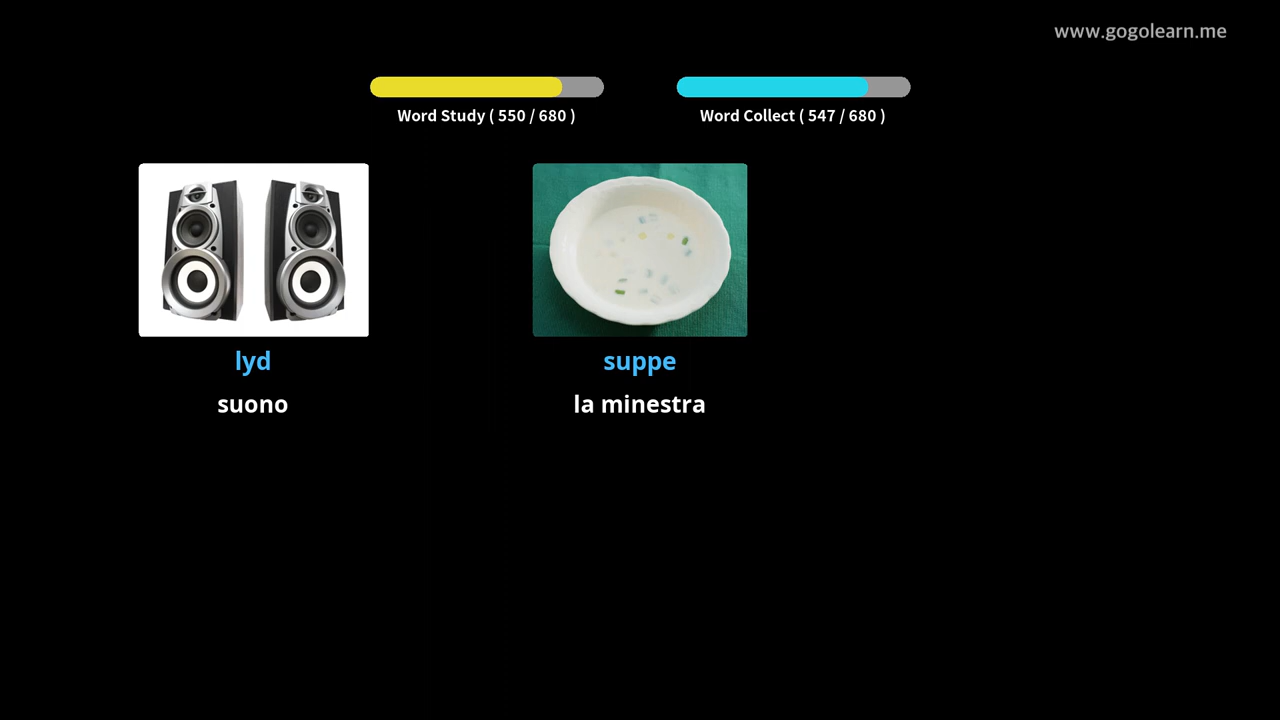 www.gogolearn.me
Word Study ( 550 / 680 )
Word Collect ( 547 / 680 )
lyd
suono
suppe
la minestra